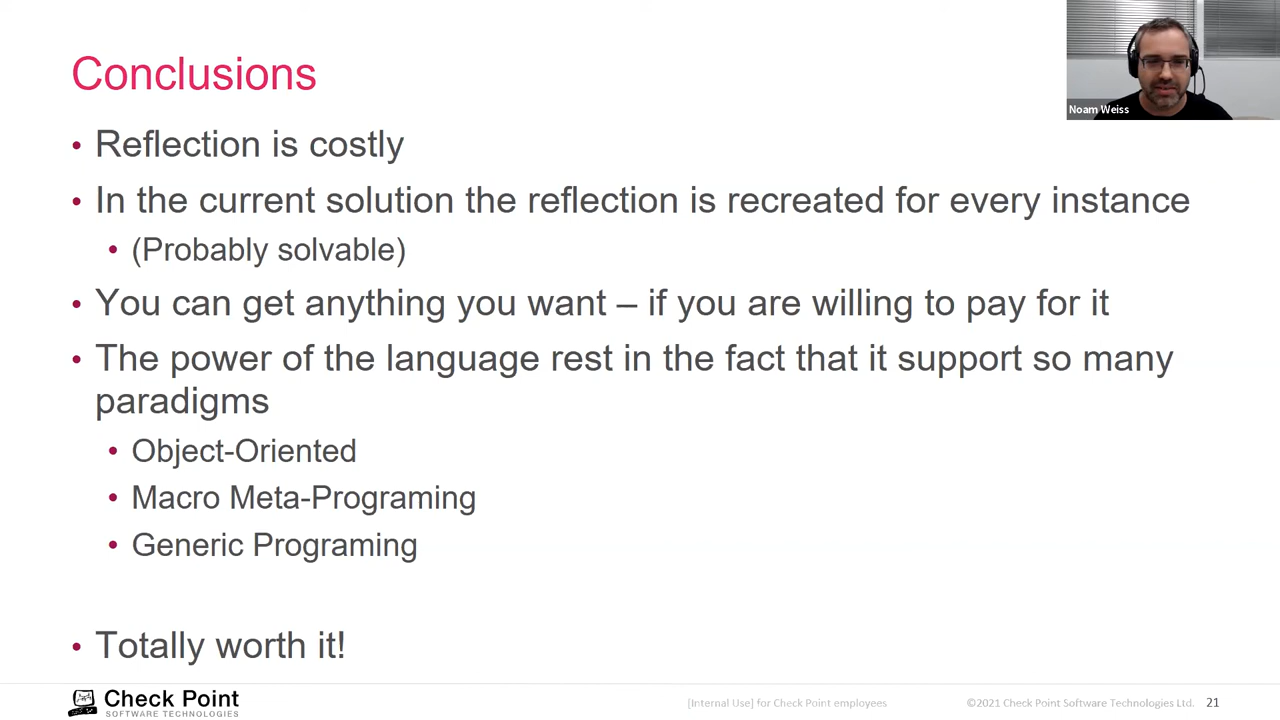 Conclusions
Noam Weiss
• Reflection is costly
• In the current solution the reflection is recreated for every instance
• (Probably solvable)
• You can get anything you want – if you are willing to pay for it
• The power of the language rest in the fact that it support so many
paradigms
• Object-Oriented
• Macro Meta-Programing
• Generic Programing
• Totally worth it!
Check Point
SOFTWARE TECHNOLOGIES
[Internal Use] for Check Point employees
©2021 Check Point Software Technologies Ltd.
21